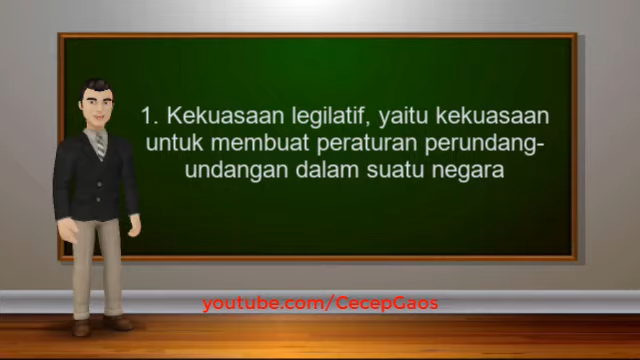 1. Kekuasaan legilatif, yaitu kekuasaan
untuk membuat peraturan perundang-
undangan dalam suatu negara
youtube.com/CecepGaos